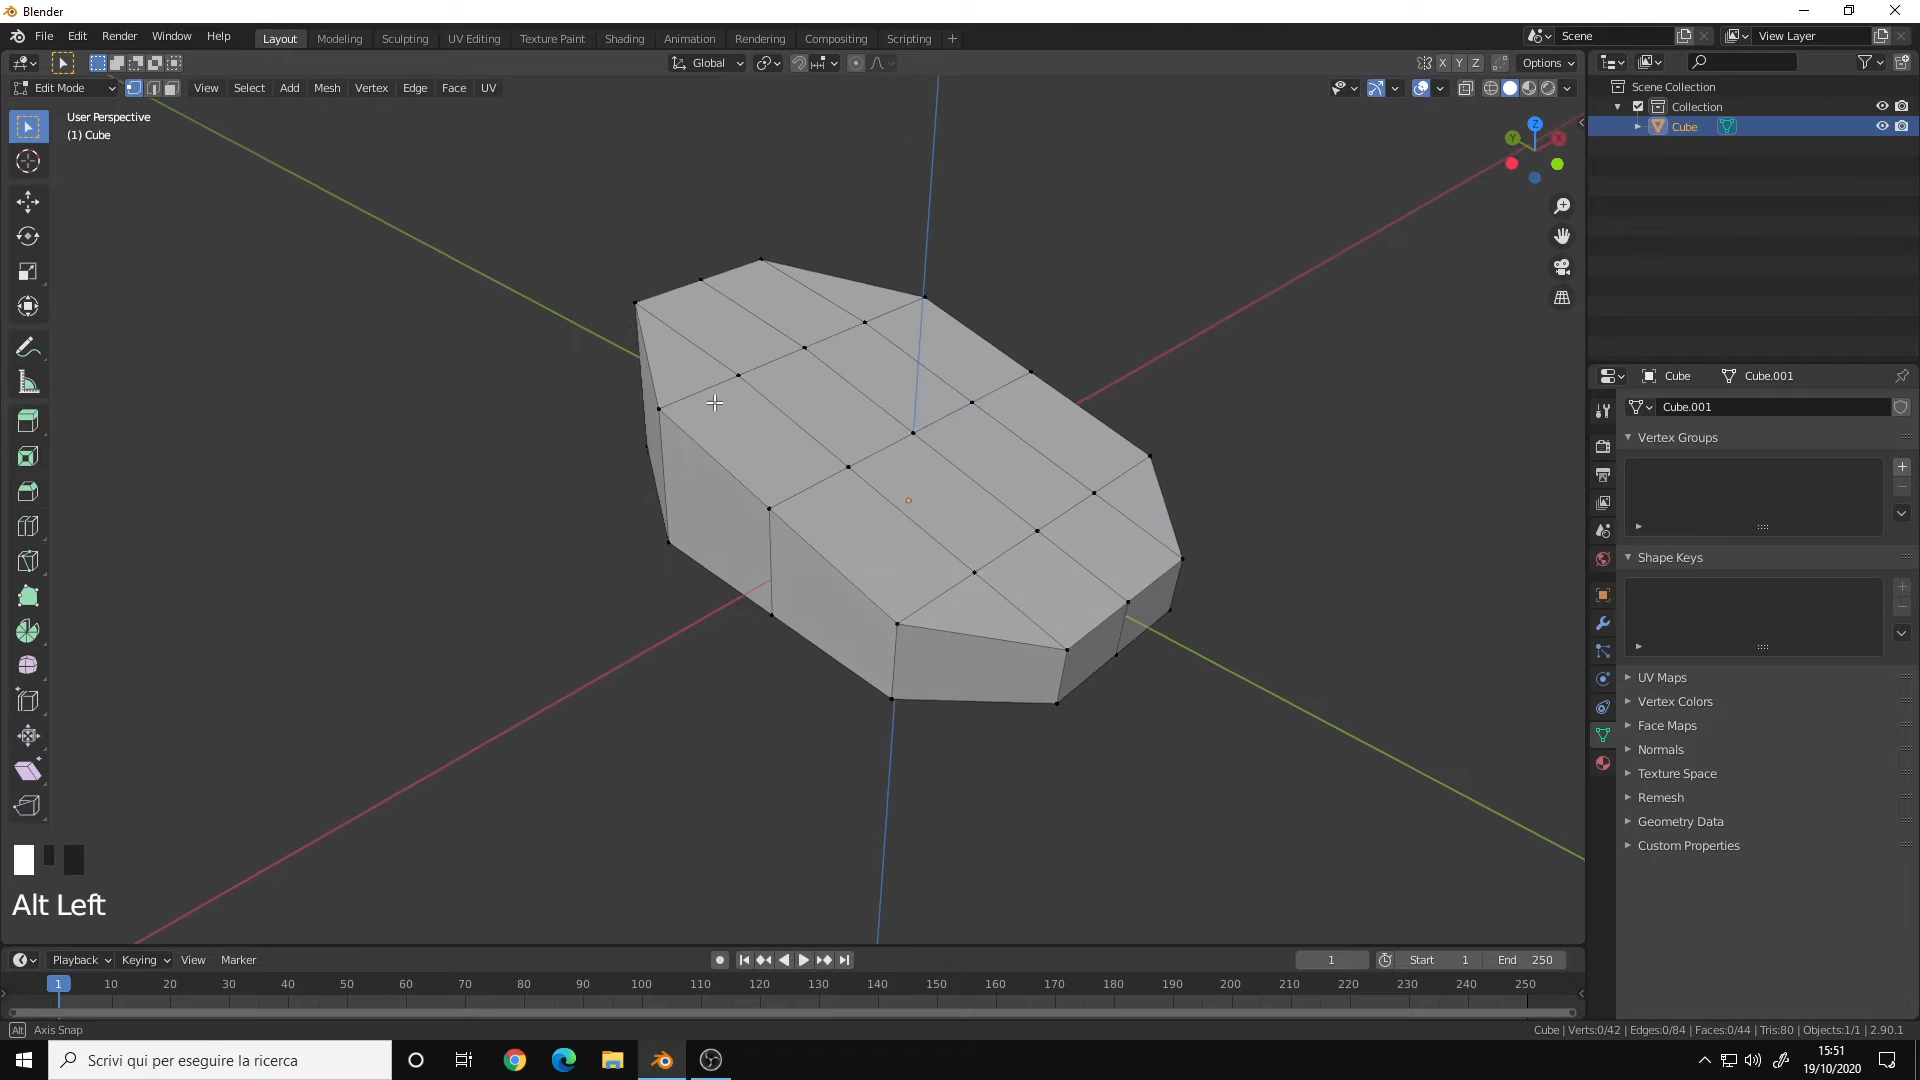 Blender
File Edit Render Window Help
Layout Modeling Sculpting UV Editing Texture Paint Shading Animation Rendering Compositing Scripting
Scene
View Layer
Global
X Y Z Options
Scene Collection
Collection
Cube
Edit Mode
View Select Add Mesh Vertex Edge Face UV
User Perspective
(1) Cube
Z
Y
X
Cube Cube.001
Cube.001
Vertex Groups
Shape Keys
UV Maps
Vertex Colors
Face Maps
Normals
Texture Space
Remesh
Geometry Data
Custom Properties
Alt Left
Playback Keying View Marker
1 Start 1 End 250
1 10 20 30 40 50 60 70 80 90 100 110 120 130 140 150 160 170 180 190 200 210 220 230 240 250
Alt Axis Snap
Cube | Verts:0/42 | Edges:0/84 | Faces:0/44 | Tris:80 | Objects:1/1 | 2.90.1
Scrivi qui per eseguire la ricerca
15:51
19/10/2020